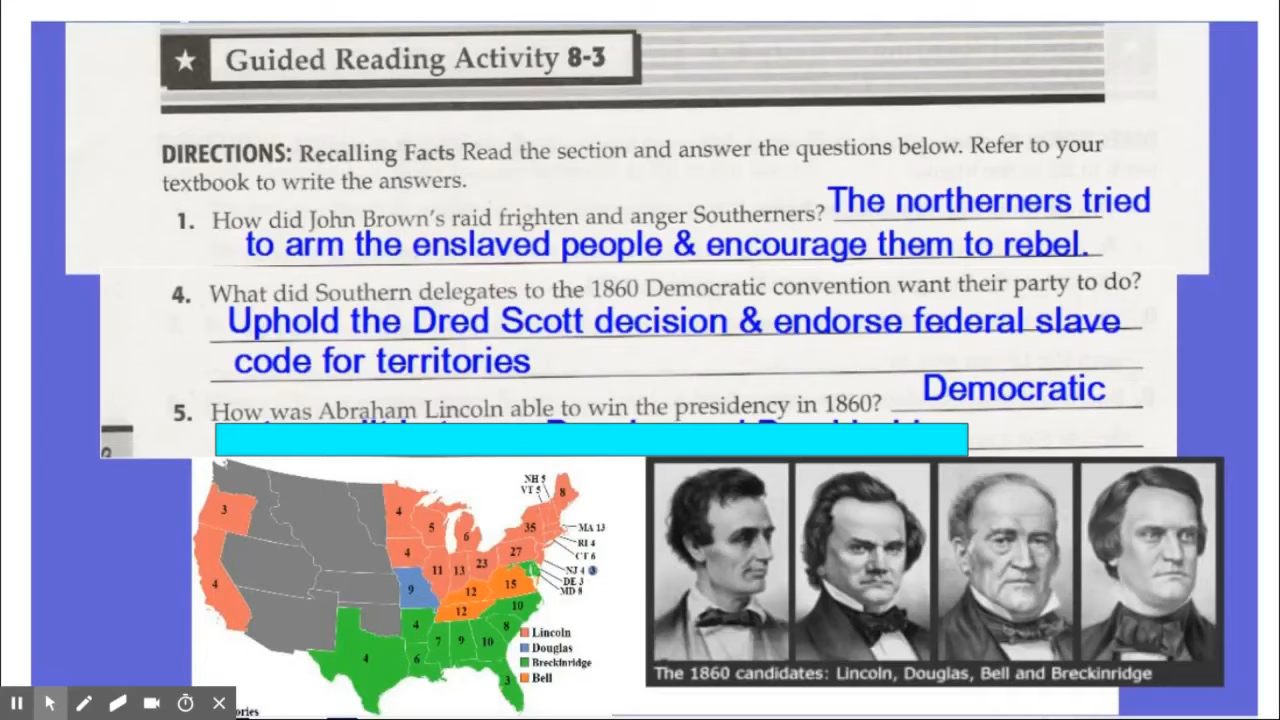 Guided Reading Activity 8-3
DIRECTIONS: Recalling Facts Read the section and answer the questions below. Refer to your
textbook to write the answers.
1. How did John Brown's raid frighten and anger Southerners? The northerners tried
to arm the enslaved people & encourage them to rebel.
4. What did Southern delegates to the 1860 Democratic convention want their party to do?
Uphold the Dred Scott decision & endorse federal slave
code for territories
5. How was Abraham Lincoln able to win the presidency in 1860? Democratic
NH 5
VT 5
8
3
4
5
6
35
MA 13
RI 4
CT 6
4
27
NJ 4 3
DE 3
MD 8
4
9
11
13
23
12
15
12
10
4
8
7
9
10
4
6
3
Lincoln
Douglas
Breckinridge
Bell
The 1860 candidates: Lincoln, Douglas, Bell and Breckinridge
ories